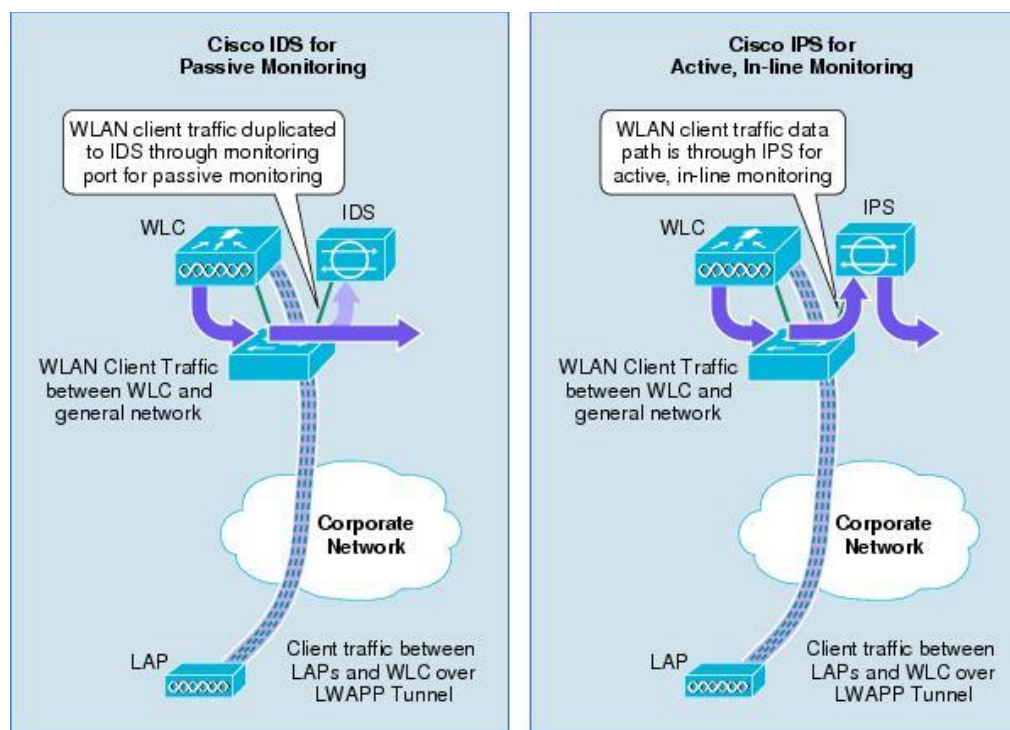 Cisco IDS for
Passive Monitoring
WLAN client traffic duplicated
to IDS through monitoring
port for passive monitoring
IDS
WLC
WLAN Client Traffic
between WLC and
general network
Corporate
Network
LAP
Client traffic between
LAPs and WLC over
LWAPP Tunnel
Cisco IPS for
Active, In-line Monitoring
WLAN client traffic data
path is through IPS for
active, in-line monitoring
IPS
WLC
WLAN Client Traffic
between WLC and
general network
Corporate
Network
LAP
Client traffic between
LAPs and WLC over
LWAPP Tunnel